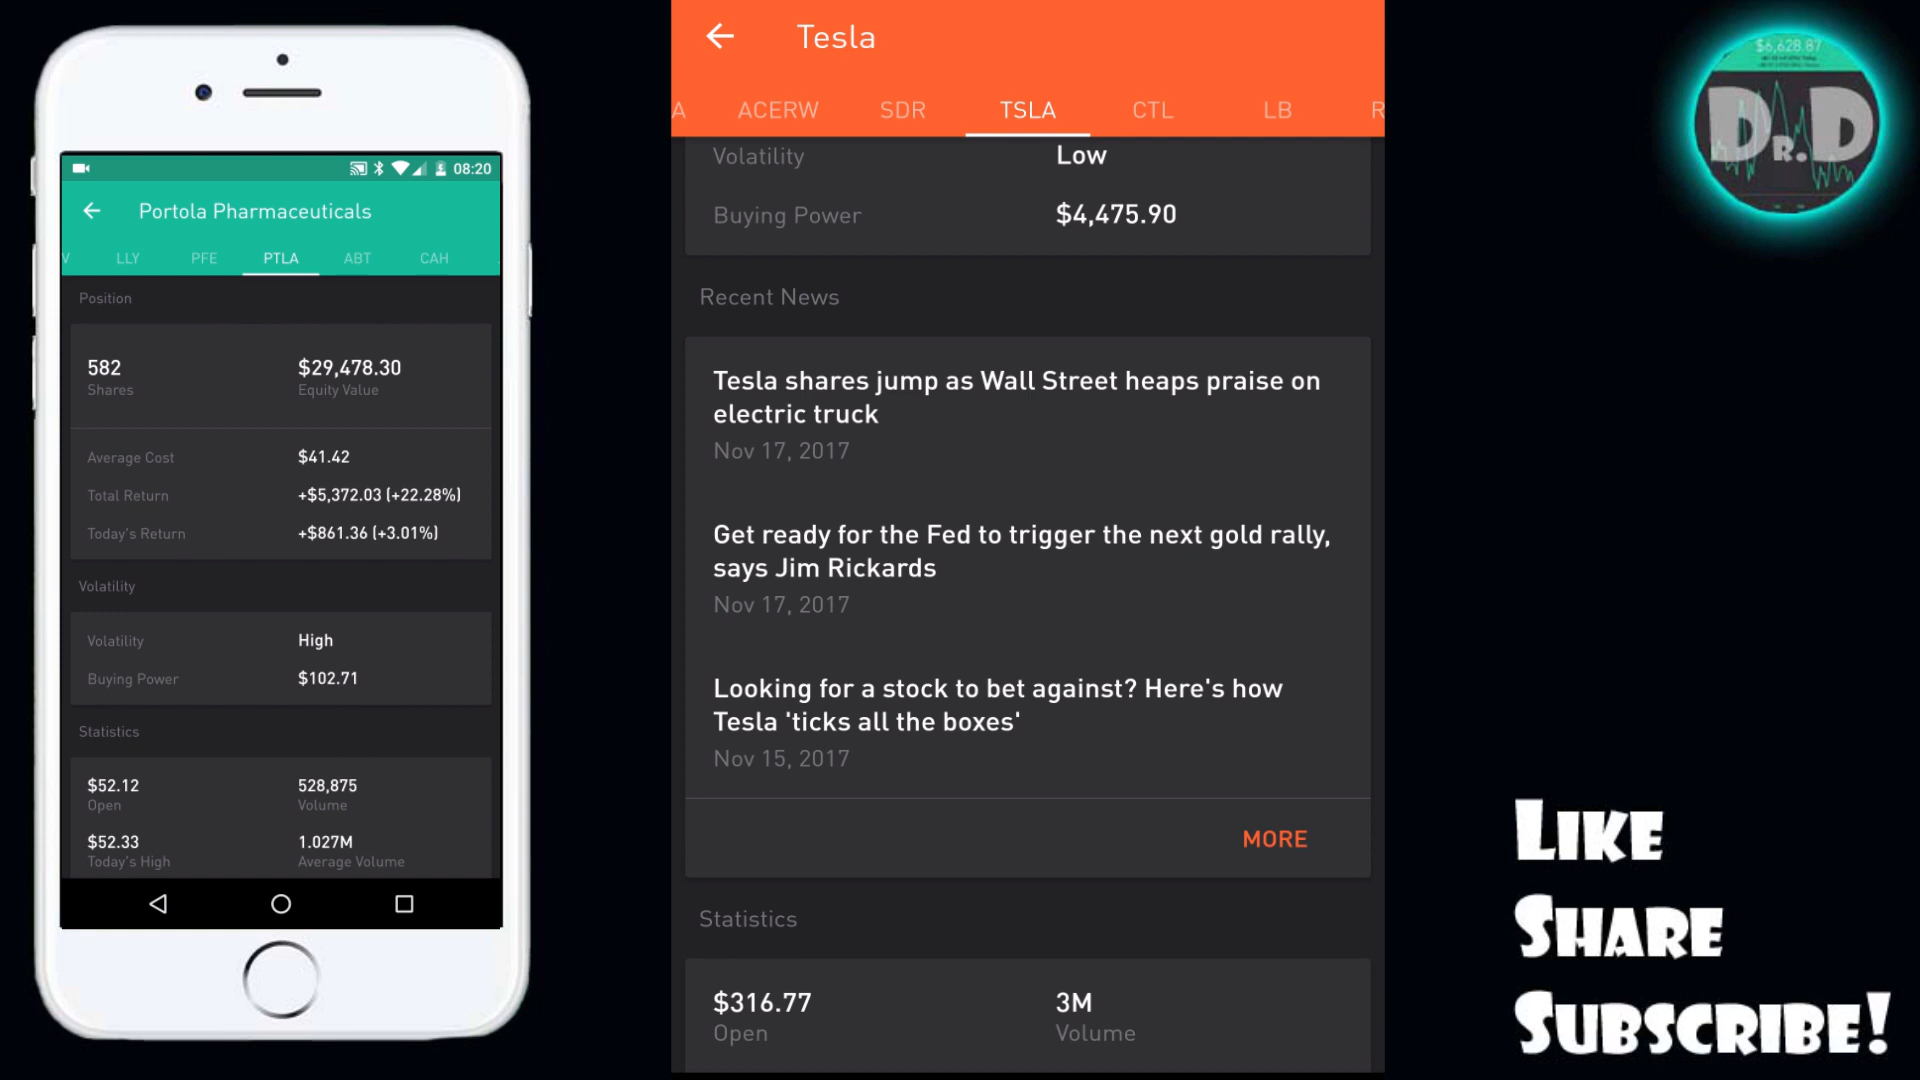 08:20
Portola Pharmaceuticals
V LLY PFE PTLA ABT CAH
Position
582 $29,478.30
Shares Equity Value
Average Cost $41.42
Total Return +$5,372.03 (+22.28%)
Today's Return +$861.36 (+3.01%)
Volatility
Volatility High
Buying Power $102.71
Statistics
$52.12 528,875
Open Volume
$52.33 1.027M
Today's High Average Volume
Tesla
A ACERW SDR TSLA CTL LB R
Volatility Low
Buying Power $4,475.90
Recent News
Tesla shares jump as Wall Street heaps praise on
electric truck
Nov 17, 2017
Get ready for the Fed to trigger the next gold rally,
says Jim Rickards
Nov 17, 2017
Looking for a stock to bet against? Here's how
Tesla 'ticks all the boxes'
Nov 15, 2017
MORE
Statistics
$316.77 3M
Open Volume
$6,628.87
DR.D
LIKE
SHARE
SUBSCRIBE!